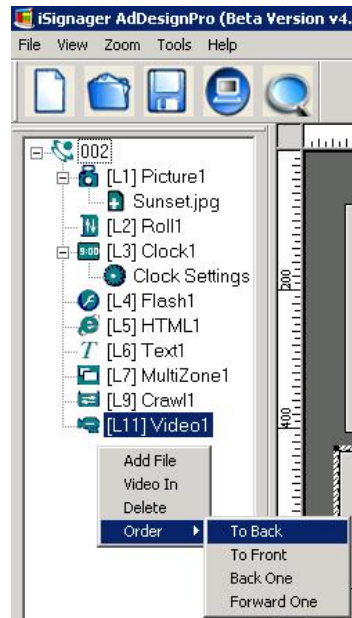 iSignager AdDesignPro (Beta Version v4.
File View Zoom Tools Help
002
[L1] Picture1
Sunset.jpg
[L2] Roll1
9:00 [L3] Clock1
Clock Settings
[L4] Flash1
[L5] HTML1
T [L6] Text1
[L7] MultiZone1
[L9] Crawl1
[L11] Video1
Add File
Video In
Delete
Order
To Back
To Front
Back One
Forward One
200
400